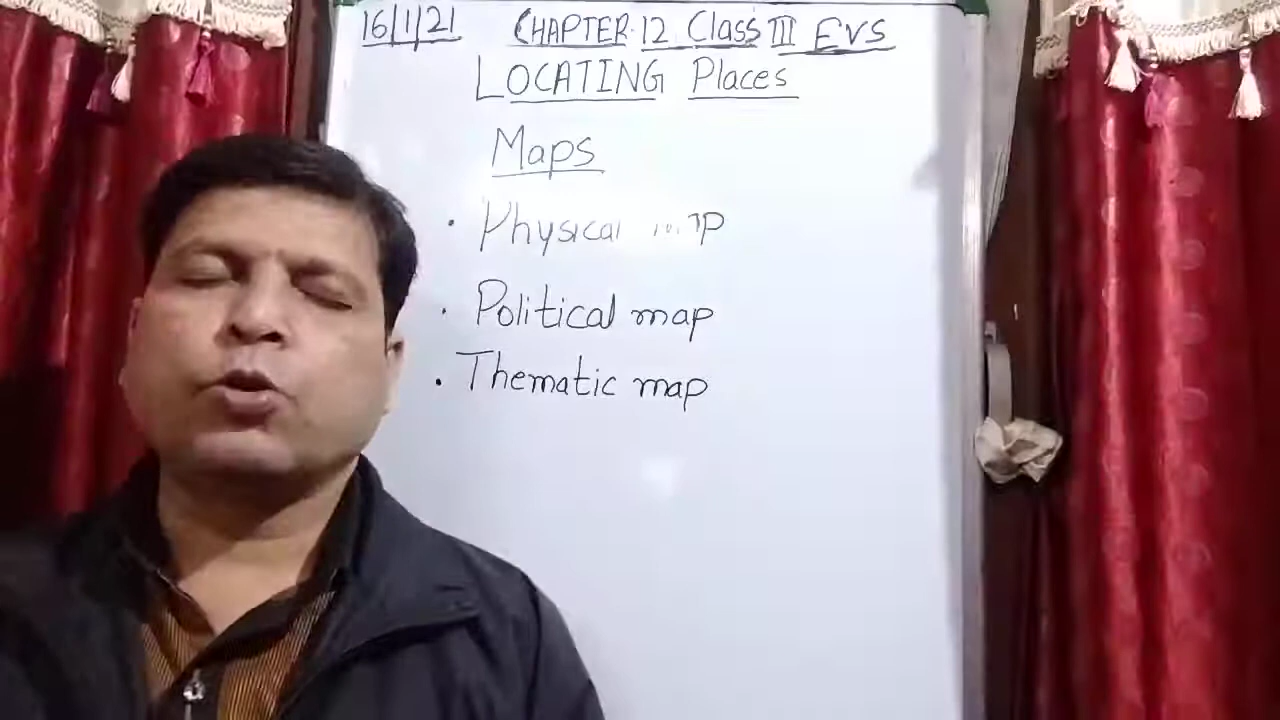 16/1/21 CHAPTER 12 Class III EVS
LOCATING Places
Maps
• Physical
• Political map
• Thematic map